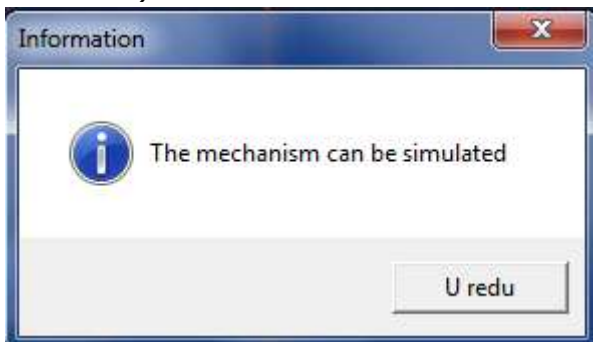 Information
The mechanism can be simulated
U redu